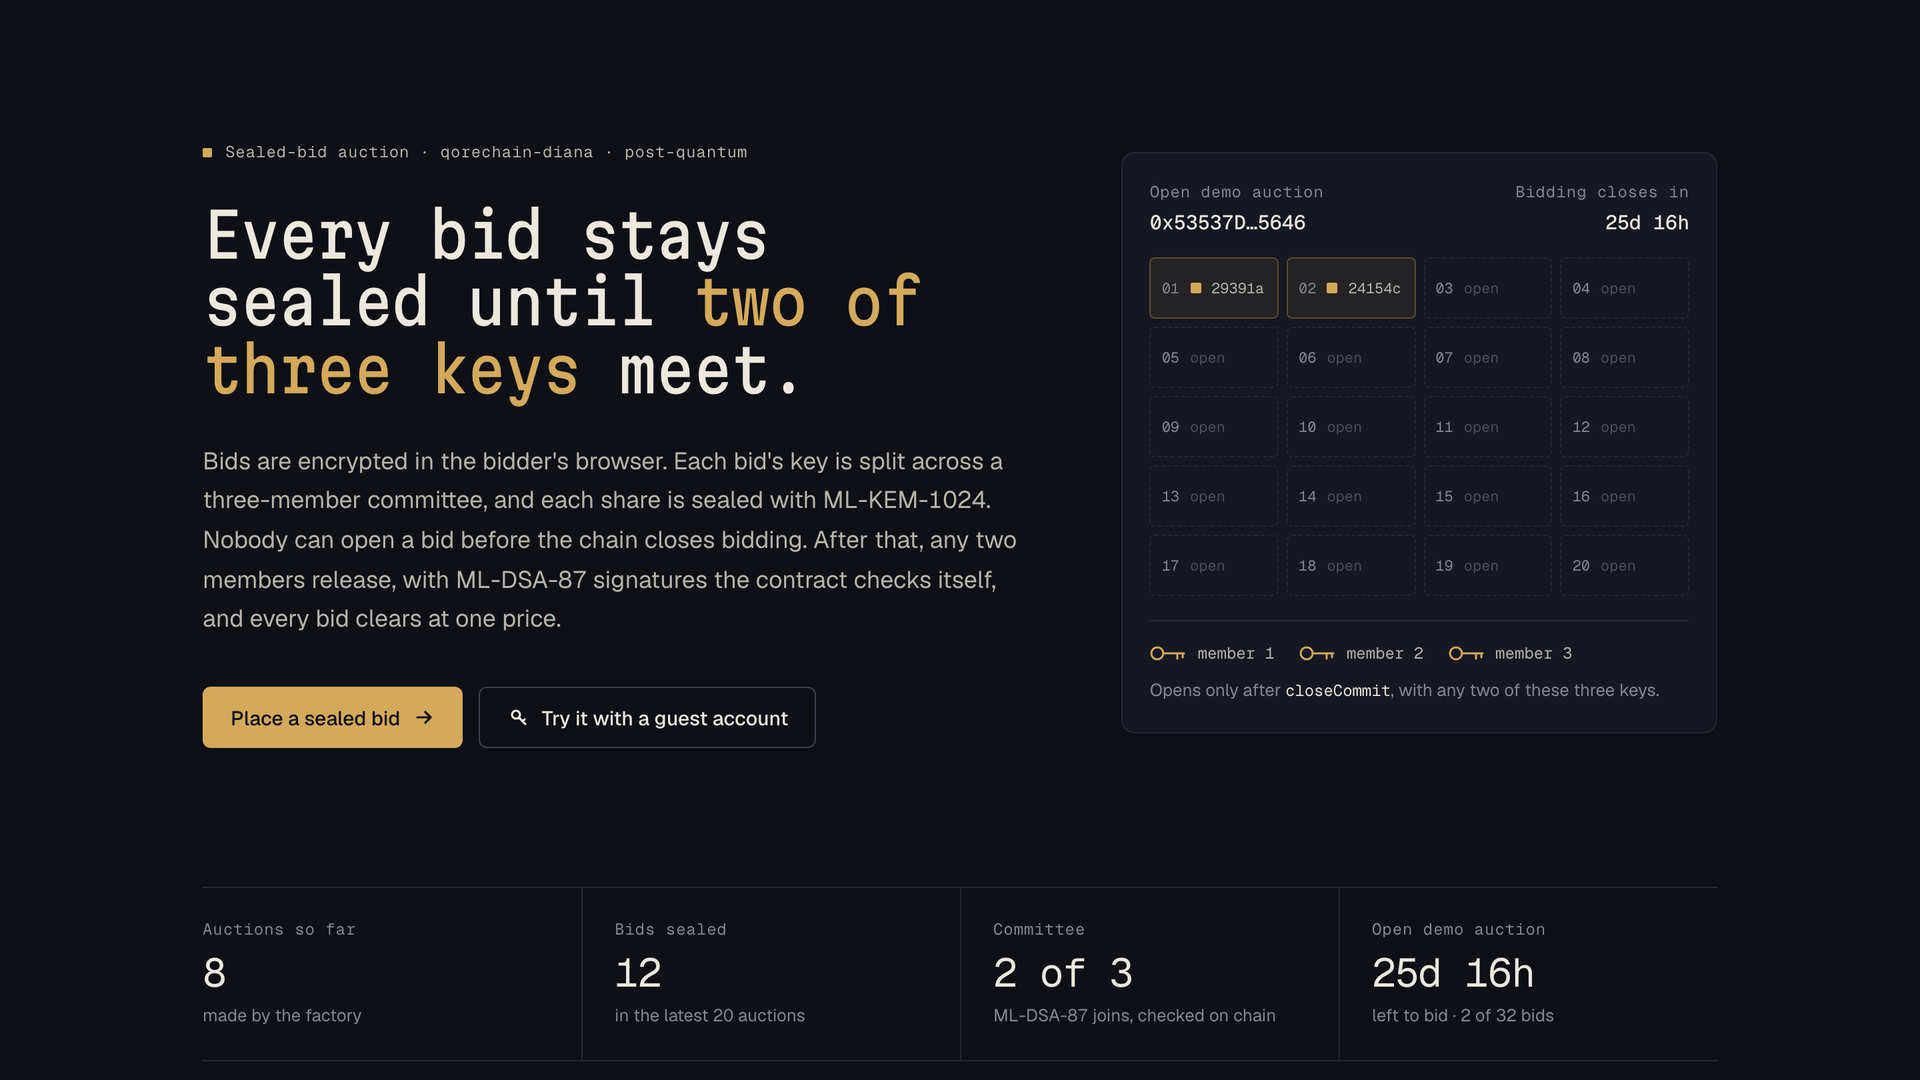 Sealed-bid auction · qorechain-diana · post-quantum
Every bid stays
sealed until two of
three keys meet.
Bids are encrypted in the bidder's browser. Each bid's key is split across a
three-member committee, and each share is sealed with ML-KEM-1024.
Nobody can open a bid before the chain closes bidding. After that, any two
members release, with ML-DSA-87 signatures the contract checks itself,
and every bid clears at one price.
Place a sealed bid →
Try it with a guest account
Open demo auction
0x53537D…5646
Bidding closes in
25d 16h
01 29391a
02 24154c
03 open
04 open
05 open
06 open
07 open
08 open
09 open
10 open
11 open
12 open
13 open
14 open
15 open
16 open
17 open
18 open
19 open
20 open
member 1
member 2
member 3
Opens only after closeCommit, with any two of these three keys.
Auctions so far
8
made by the factory
Bids sealed
12
in the latest 20 auctions
Committee
2 of 3
ML-DSA-87 joins, checked on chain
Open demo auction
25d 16h
left to bid · 2 of 32 bids